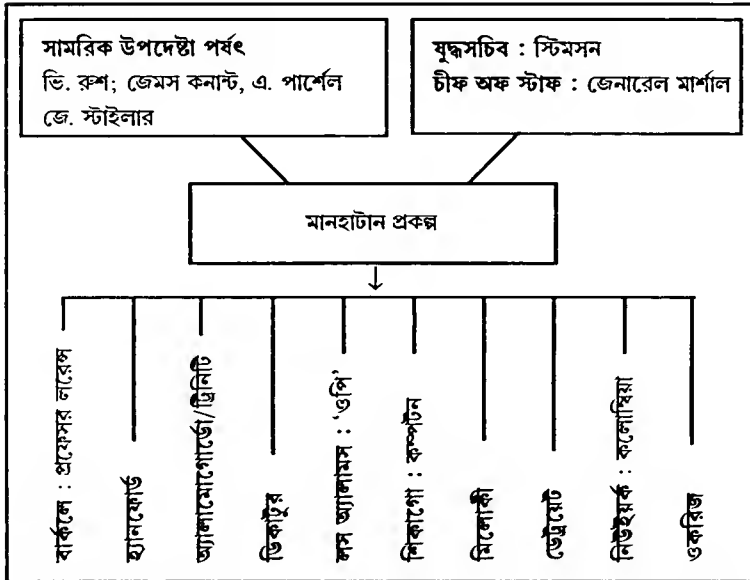 সামরিক উপদেষ্টা পর্ষৎ
ভি. রুশ; জেমস কনান্ট, এ. পার্শেল
জে. স্টাইলার
যুদ্ধসচিব : স্টিমসন
চীফ অফ স্টাফ : জেনারেল মার্শাল
মানহাটান প্রকল্প
বার্কলে : প্রফেসর লরেন্স
হ্যানফোর্ড
অ্যালামোগোর্ডো/ট্রিনিটি
ডিকাটুর
লস অ্যালামস : ‘ওপি’
শিকাগো : কম্পটন
মিলোকী
ডেট্রয়েট
নিউইয়র্ক : কলোম্বিয়া
ওকরিজ